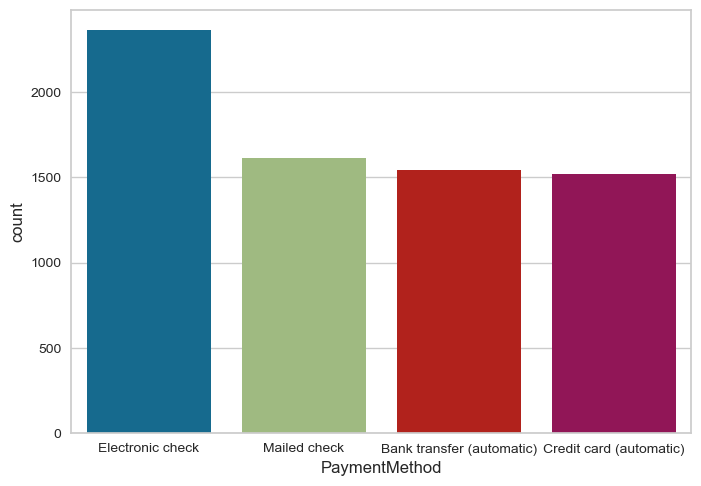 2000
1500
1000
500
0
count
Electronic check
Mailed check
Bank transfer (automatic)
Credit card (automatic)
PaymentMethod